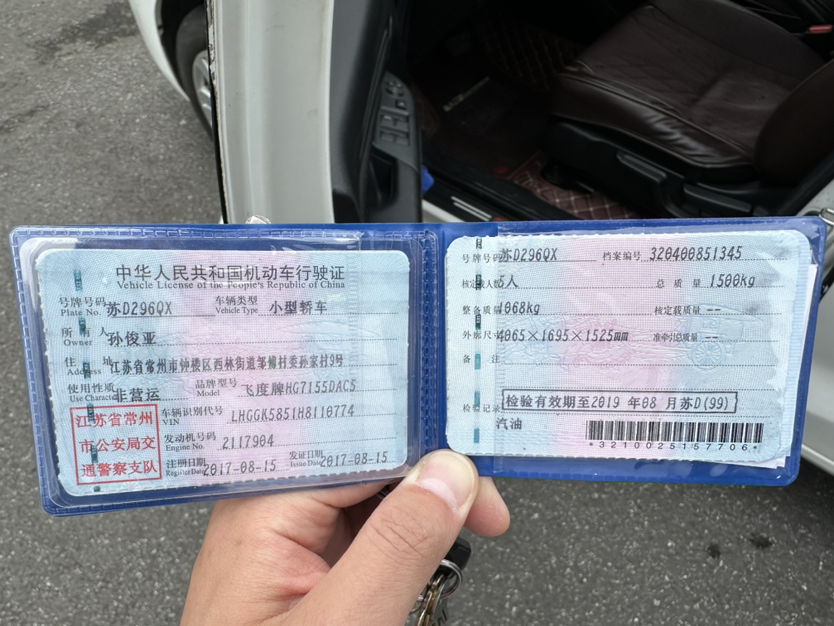 中华人民共和国机动车行驶证
Vehicle License of the People's Republic of China
号牌号码 苏D296QX 车辆类型 小型轿车
Plate No. Vehicle Type
所有人 孙俊亚
Owner
住址 江苏省常州市钟楼区西林街道邹傅村委孙家村9号
Address
使用性质 非营运 品牌型号 飞度牌HG7155DAC5
Use Character Model
江苏省常州
市公安局交
通警察支队
车辆识别代号 LHGGK5851H8110774
VIN
发动机号码 2117904
Engine No.
注册日期 2017-08-15 发证日期 2017-08-15
Register Date Issue Date
号牌号码 苏D296QX 档案编号 320400851345
核定载人数 5人 总质量 1500kg
整备质量 1068kg 核定载质量 --
外廓尺寸 4065×1695×1525mm 准牵引总质量 --
备注
检验记录 检验有效期至2019 年08 月苏D(99)
汽油
*3210025157706*